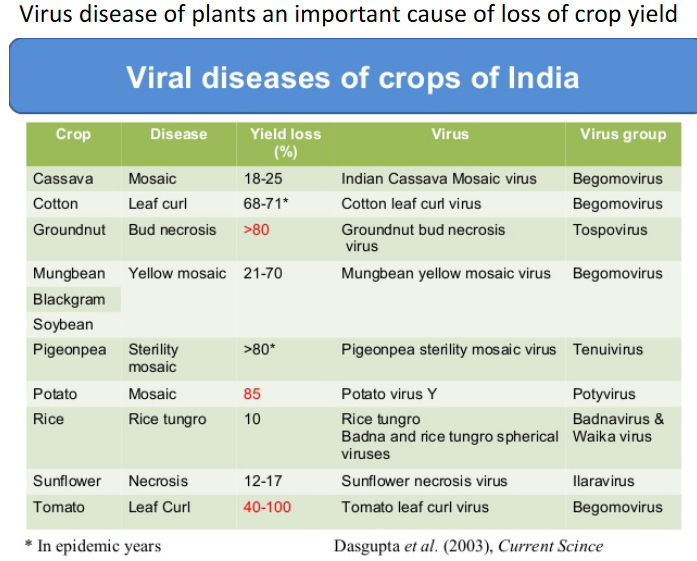 Virus disease of plants an important cause of loss of crop yield
Viral diseases of crops of India
Crop Disease Yield loss (%) Virus Virus group
Cassava Mosaic 18-25 Indian Cassava Mosaic virus Begomovirus
Cotton Leaf curl 68-71* Cotton leaf curl virus Begomovirus
Groundnut Bud necrosis >80 Groundnut bud necrosis virus Tospovirus
Mungbean Yellow mosaic 21-70 Mungbean yellow mosaic virus Begomovirus
Blackgram
Soybean
Pigeonpea Sterility mosaic >80* Pigeonpea sterility mosaic virus Tenuivirus
Potato Mosaic 85 Potato virus Y Potyvirus
Rice Rice tungro 10 Rice tungro Badnavirus &
Badna and rice tungro spherical Waika virus
viruses
Sunflower Necrosis 12-17 Sunflower necrosis virus Ilaravirus
Tomato Leaf Curl 40-100 Tomato leaf curl virus Begomovirus
* In epidemic years Dasgupta et al. (2003), Current Scince